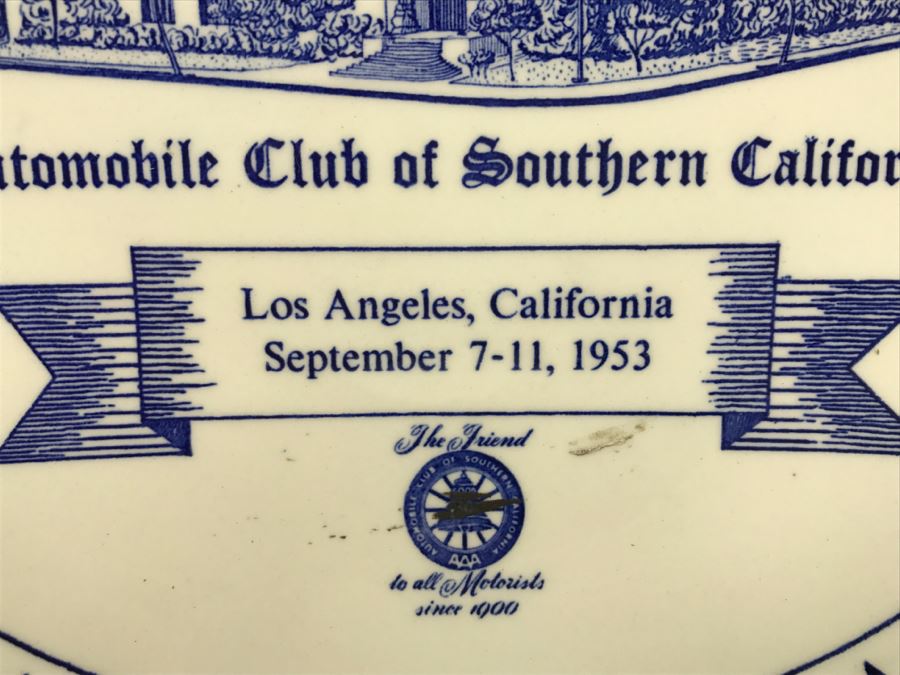 utomobile Club of Southern Califor
Los Angeles, California
September 7-11, 1953
The Friend
AUTOMOBILE CLUB OF SOUTHERN CALIFORNIA
AAA
to all Motorists
since 1900